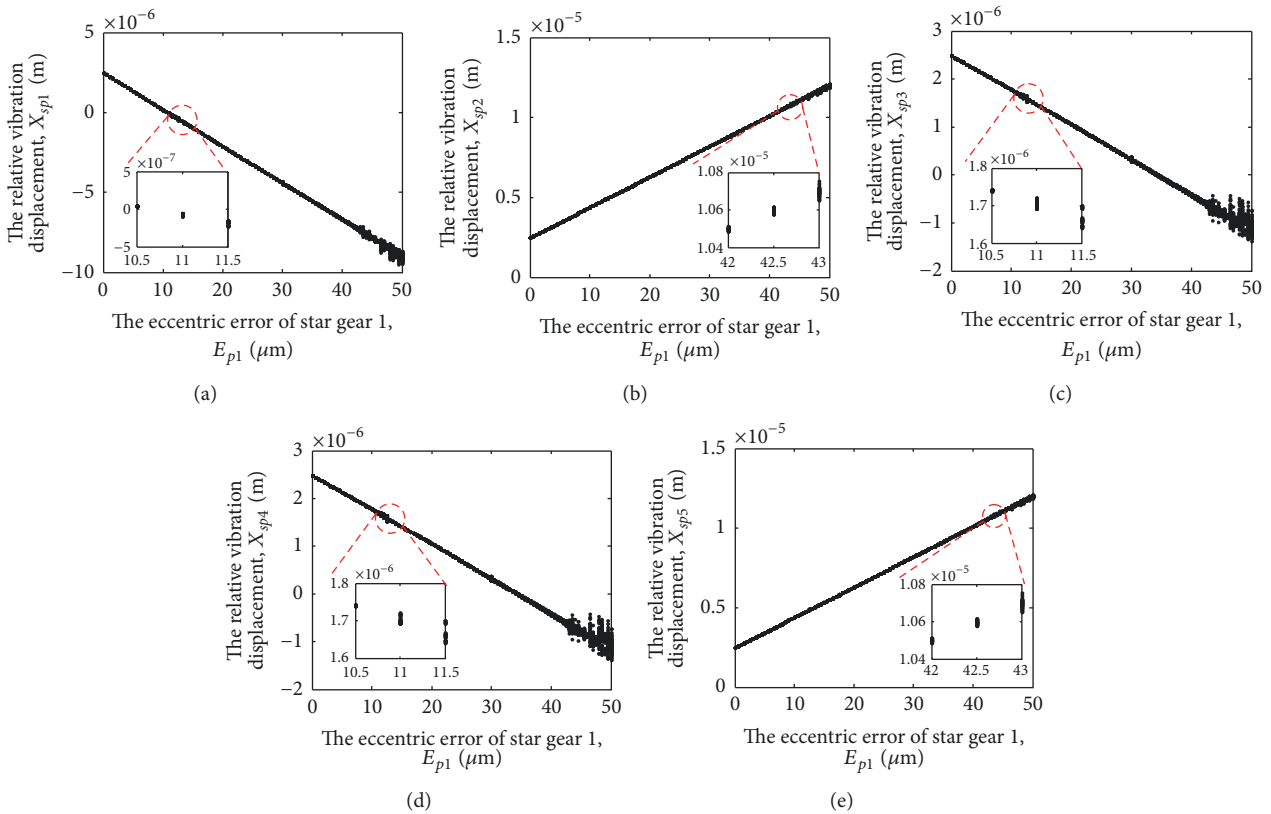 ×10⁻⁶
5
0
−5
−10
The relative vibration
displacement, Xsp1 (m)
×10⁻⁷
5
0
−5
10.5 11 11.5
0 10 20 30 40 50
The eccentric error of star gear 1,
Ep1 (μm)
(a)
×10⁻⁵
1.5
1
0.5
0
The relative vibration
displacement, Xsp2 (m)
×10⁻⁵
1.08
1.06
1.04
42 42.5 43
0 10 20 30 40 50
The eccentric error of star gear 1,
Ep1 (μm)
(b)
×10⁻⁶
3
2
1
0
−1
−2
The relative vibration
displacement, Xsp3 (m)
×10⁻⁶
1.8
1.7
1.6
10.5 11 11.5
0 10 20 30 40 50
The eccentric error of star gear 1,
Ep1 (μm)
(c)
×10⁻⁶
3
2
1
0
−1
−2
The relative vibration
displacement, Xsp4 (m)
×10⁻⁶
1.8
1.7
1.6
10.5 11 11.5
0 10 20 30 40 50
The eccentric error of star gear 1,
Ep1 (μm)
(d)
×10⁻⁵
1.5
1
0.5
0
The relative vibration
displacement, Xsp5 (m)
×10⁻⁵
1.08
1.06
1.04
42 42.5 43
0 10 20 30 40 50
The eccentric error of star gear 1,
Ep1 (μm)
(e)